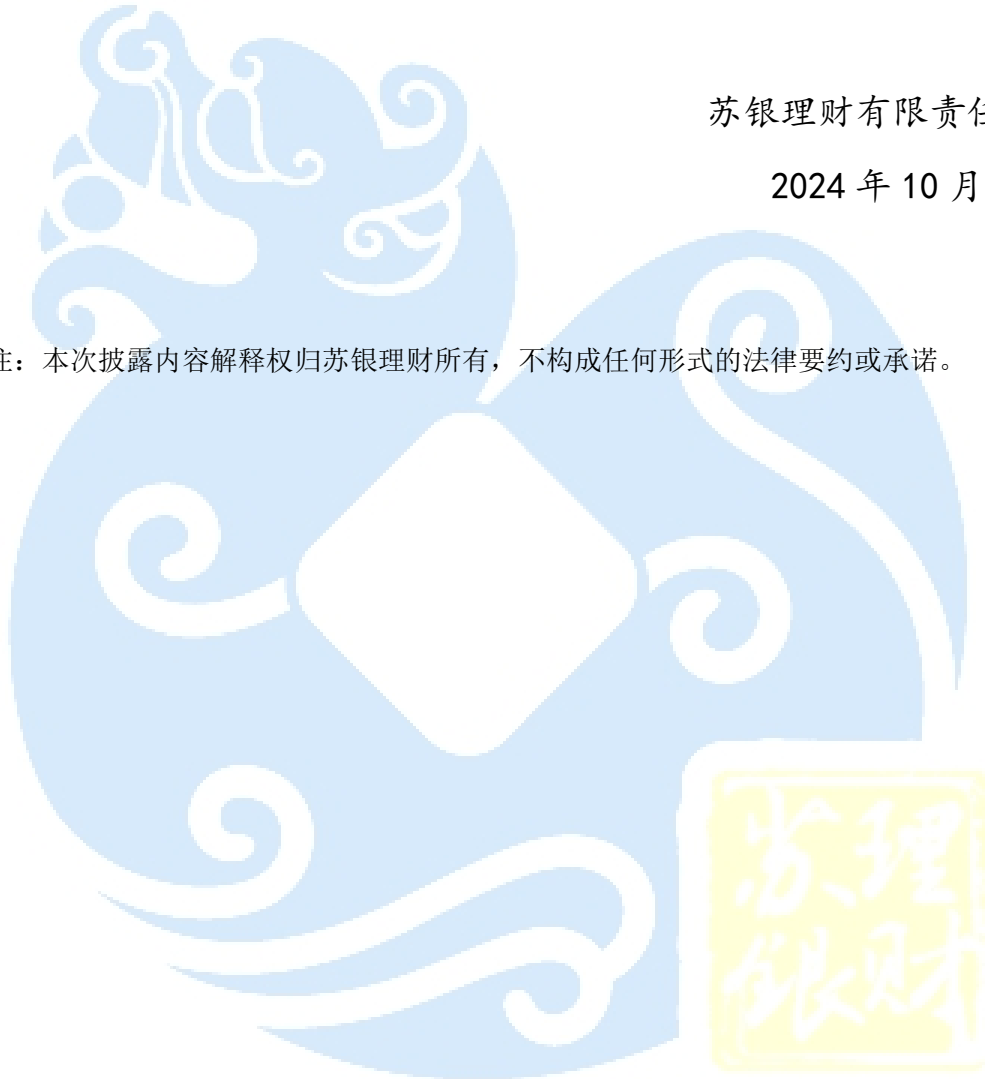 苏银理财有限责任
2024 年 10 月
注：本次披露内容解释权归苏银理财所有，不构成任何形式的法律要约或承诺。
苏理
银财